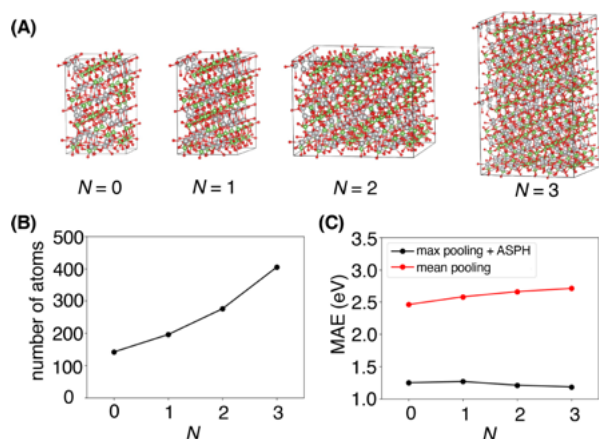 (A)
N = 0
N = 1
N = 2
N = 3
(B)
500
400
300
200
100
0
number of atoms
0 1 2 3
N
(C)
3.5
3.0
2.5
2.0
1.5
1.0
MAE (eV)
max pooling + ASPH
mean pooling
0 1 2 3
N